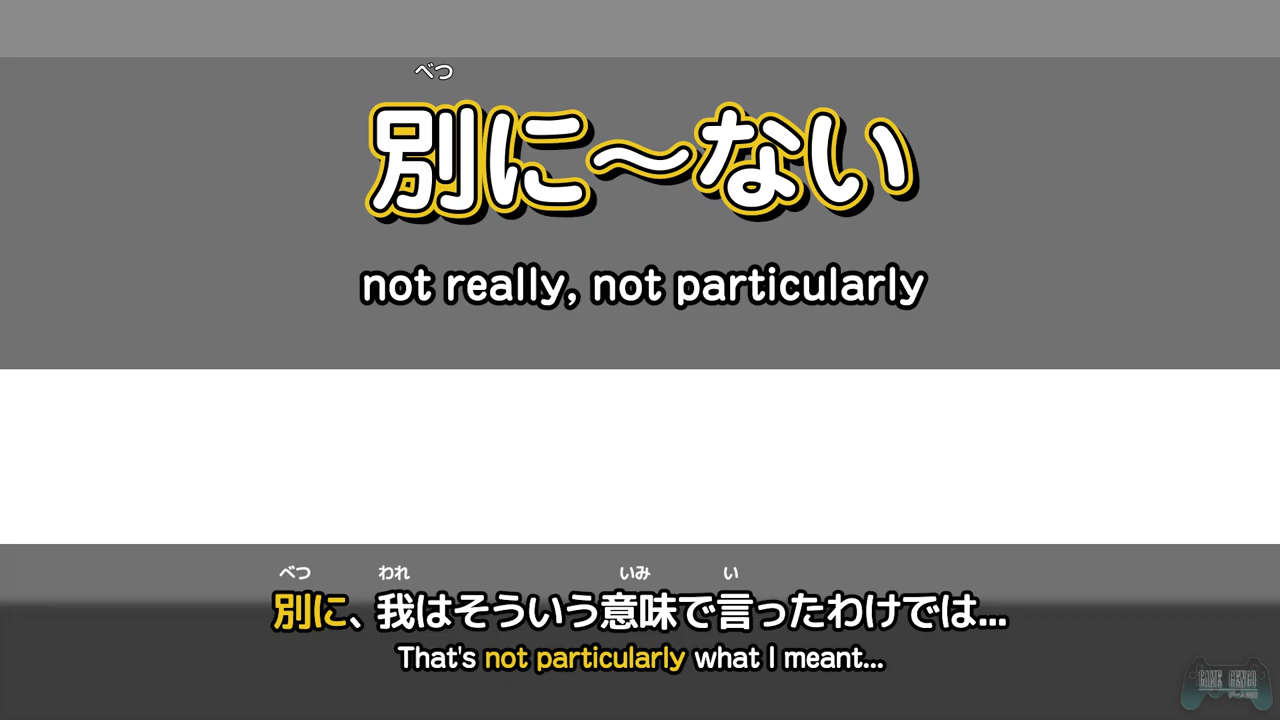 べつ
別に～ない
not really, not particularly
べつ われ いみ い
別に、我はそういう意味で言ったわけでは...
That's not particularly what I meant...
GAME GENGO